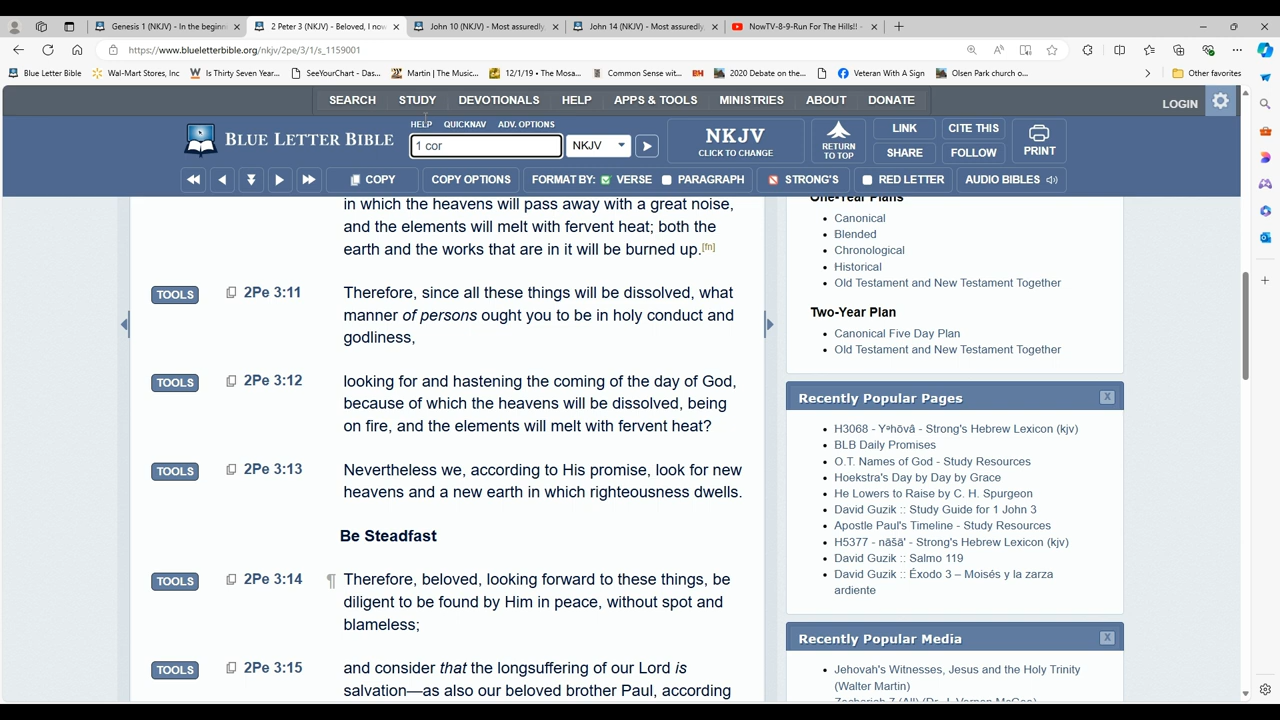 Genesis 1 (NKJV) - In the beginn
2 Peter 3 (NKJV) - Beloved, I now
John 10 (NKJV) - Most assuredly
John 14 (NKJV) - Most assuredly
NowTV-8-9-Run For The Hills!! -
https://www.blueletterbible.org/nkjv/2pe/3/1/s_1159001
Blue Letter Bible
Wal-Mart Stores, Inc
Is Thirty Seven Year...
SeeYourChart - Das...
Martin | The Music...
12/1/19 • The Mosa...
Common Sense wit...
2020 Debate on the...
Veteran With A Sign
Olsen Park church o...
Other favorites
SEARCH STUDY DEVOTIONALS HELP APPS & TOOLS MINISTRIES ABOUT DONATE LOGIN
BLUE LETTER BIBLE
HELP QUICKNAV ADV. OPTIONS
1 cor
NKJV
NKJV
CLICK TO CHANGE
RETURN
TO TOP
LINK
CITE THIS
SHARE
FOLLOW
PRINT
COPY
COPY OPTIONS
FORMAT BY: VERSE PARAGRAPH
STRONG'S
RED LETTER
AUDIO BIBLES
in which the heavens will pass away with a great noise,
and the elements will melt with fervent heat; both the
earth and the works that are in it will be burned up.[fn]
TOOLS 2Pe 3:11 Therefore, since all these things will be dissolved, what
manner of persons ought you to be in holy conduct and
godliness,
TOOLS 2Pe 3:12 looking for and hastening the coming of the day of God,
because of which the heavens will be dissolved, being
on fire, and the elements will melt with fervent heat?
TOOLS 2Pe 3:13 Nevertheless we, according to His promise, look for new
heavens and a new earth in which righteousness dwells.
Be Steadfast
TOOLS 2Pe 3:14 ¶ Therefore, beloved, looking forward to these things, be
diligent to be found by Him in peace, without spot and
blameless;
TOOLS 2Pe 3:15 and consider that the longsuffering of our Lord is
salvation—as also our beloved brother Paul, according
One-Year Plans
Canonical
Blended
Chronological
Historical
Old Testament and New Testament Together
Two-Year Plan
Canonical Five Day Plan
Old Testament and New Testament Together
Recently Popular Pages X
H3068 - Yᵊhōvâ - Strong's Hebrew Lexicon (kjv)
BLB Daily Promises
O.T. Names of God - Study Resources
Hoekstra's Day by Day by Grace
He Lowers to Raise by C. H. Spurgeon
David Guzik :: Study Guide for 1 John 3
Apostle Paul's Timeline - Study Resources
H5377 - nāšā' - Strong's Hebrew Lexicon (kjv)
David Guzik :: Salmo 119
David Guzik :: Éxodo 3 – Moisés y la zarza
ardiente
Recently Popular Media X
Jehovah's Witnesses, Jesus and the Holy Trinity
(Walter Martin)